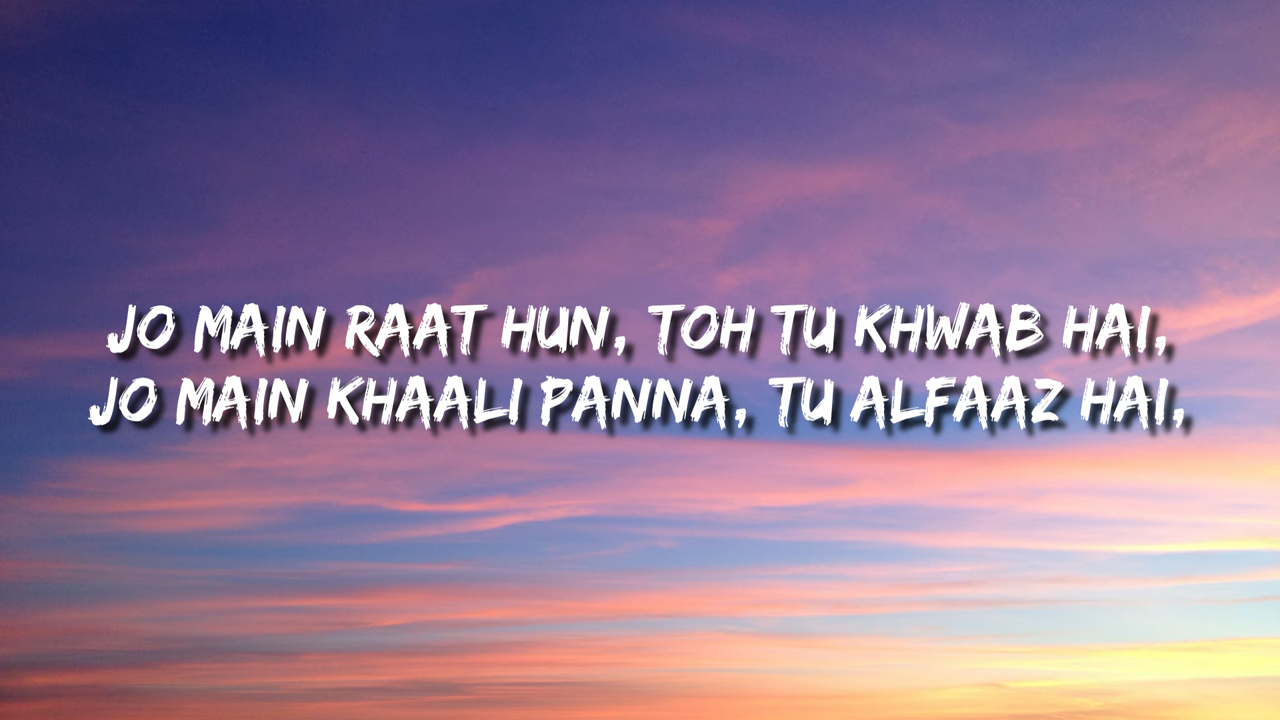 JO MAIN RAAT HUN, TOH TU KHWAB HAI,
JO MAIN KHAALI PANNA, TU ALFAAZ HAI,